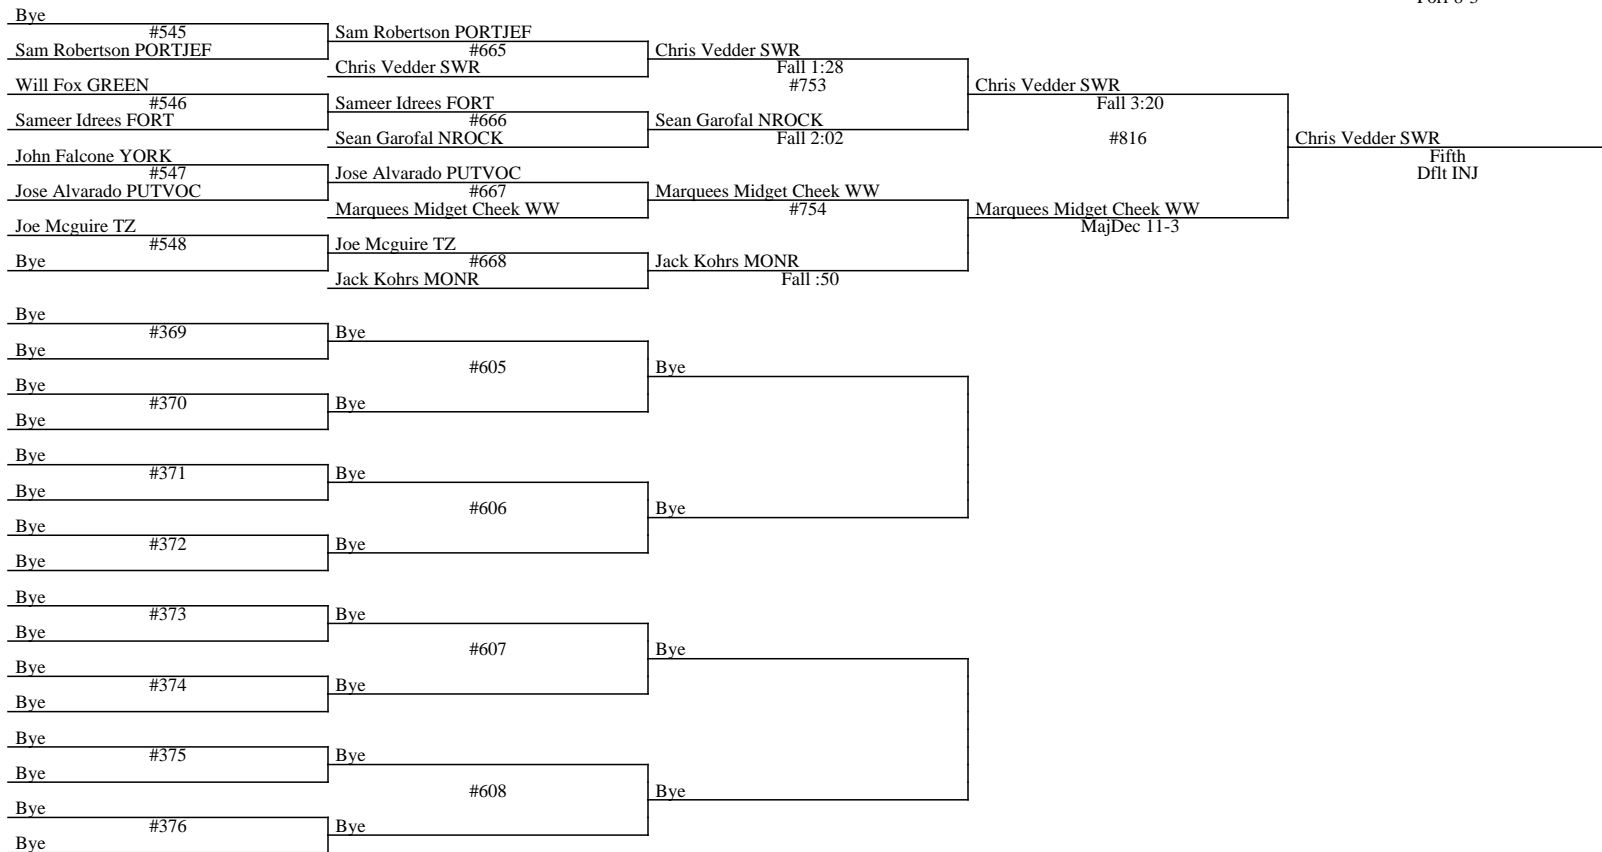 Forf 6-3
Bye
#545
Sam Robertson PORTJEF
Will Fox GREEN
#546
Sameer Idrees FORT
John Falcone YORK
#547
Jose Alvarado PUTVOC
Joe Mcguire TZ
#548
Bye
Sam Robertson PORTJEF
#665
Chris Vedder SWR
Sameer Idrees FORT
#666
Sean Garofal NROCK
Jose Alvarado PUTVOC
#667
Marquees Midget Cheek WW
Joe Mcguire TZ
#668
Jack Kohrs MONR
Chris Vedder SWR
Fall 1:28
#753
Sean Garofal NROCK
Fall 2:02
Marquees Midget Cheek WW
#754
Jack Kohrs MONR
Fall :50
Chris Vedder SWR
Fall 3:20
#816
Marquees Midget Cheek WW
MajDec 11-3
Chris Vedder SWR
Fifth
Dflt INJ
Bye
#369
Bye
Bye
#370
Bye
Bye
#371
Bye
Bye
#372
Bye
Bye
#373
Bye
Bye
#374
Bye
Bye
#375
Bye
Bye
#376
Bye
Bye
#605
Bye
Bye
#606
Bye
Bye
#607
Bye
Bye
#608
Bye
Bye
Bye
Bye
Bye